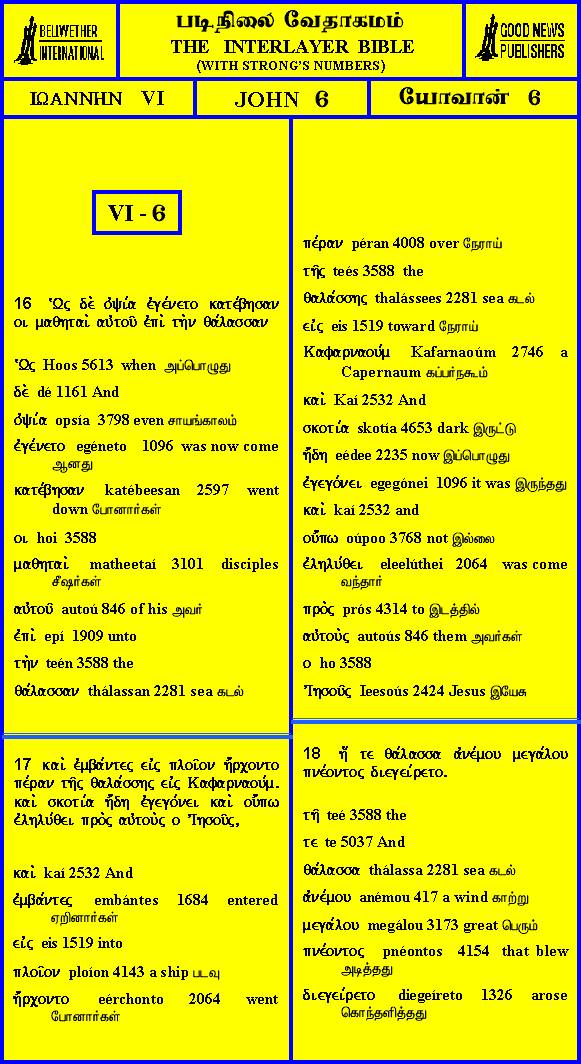 BELLWETHER
INTERNATIONAL
படிநிலை வேதாகமம்
THE INTERLAYER BIBLE
(WITH STRONG'S NUMBERS)
GOOD NEWS
PUBLISHERS
ΙΩΑΝΝΗΝ VI
JOHN 6
யோவான் 6
VI - 6
16 Ὡς δὲ ὀψία ἐγένετο κατέβησαν
οι μαθηταὶ αὐτοῦ ἐπὶ τὴν θάλασσαν
Ὡς Hoos 5613 when அப்பொழுது
δὲ dé 1161 And
ὀψία opsía 3798 even சாயங்காலம்
ἐγένετο egéneto 1096 was now come
ஆனது
κατέβησαν katébeesan 2597 went
down போனார்கள்
οι hoi 3588
μαθηταὶ matheetaí 3101 disciples
சீஷர்கள்
αὐτοῦ autoú 846 of his அவர்
ἐπὶ epí 1909 unto
τὴν teén 3588 the
θάλασσαν thálassan 2281 sea கடல்
17 καὶ ἐμβάντες εἰς πλοῖον ἤρχοντο
πέραν τῆς θαλάσσης εἰς Καφαρναούμ.
καὶ σκοτία ἤδη ἐγεγόνει καὶ οὔπω
ἐληλύθει πρὸς αὐτοὺς ο Ἰησοῦς,
καὶ kaí 2532 And
ἐμβάντες embántes 1684 entered
ஏறினார்கள்
εἰς eis 1519 into
πλοῖον ploíon 4143 a ship படவு
ἤρχοντο eérchonto 2064 went
போனார்கள்
πέραν péran 4008 over நேராய்
τῆς teés 3588 the
θαλάσσης thalássees 2281 sea கடல்
εἰς eis 1519 toward நேராய்
Καφαρναούμ Kafarnaoúm 2746 a
Capernaum கப்பர்நகூம்
καὶ Kaí 2532 And
σκοτία skotía 4653 dark இருட்டு
ἤδη eédee 2235 now இப்பொழுது
ἐγεγόνει egegónei 1096 it was இருந்தது
καὶ kaí 2532 and
οὔπω oúpoo 3768 not இல்லை
ἐληλύθει eleelúthei 2064 was come
வந்தார்
πρὸς prós 4314 to இடத்தில்
αὐτοὺς autoús 846 them அவர்கள்
ο ho 3588
Ἰησοῦς Ieesoús 2424 Jesus இயேசு
18 ἥ τε θάλασσα ἀνέμου μεγάλου
πνέοντος διεγείρετο.
τῆ teé 3588 the
τε te 5037 And
θάλασσα thálassa 2281 sea கடல்
ἀνέμου anémou 417 a wind காற்று
μεγάλου megálou 3173 great பெரும்
πνέοντος pnéontos 4154 that blew
அடித்தது
διεγείρετο diegeíreto 1326 arose
கொந்தளித்தது